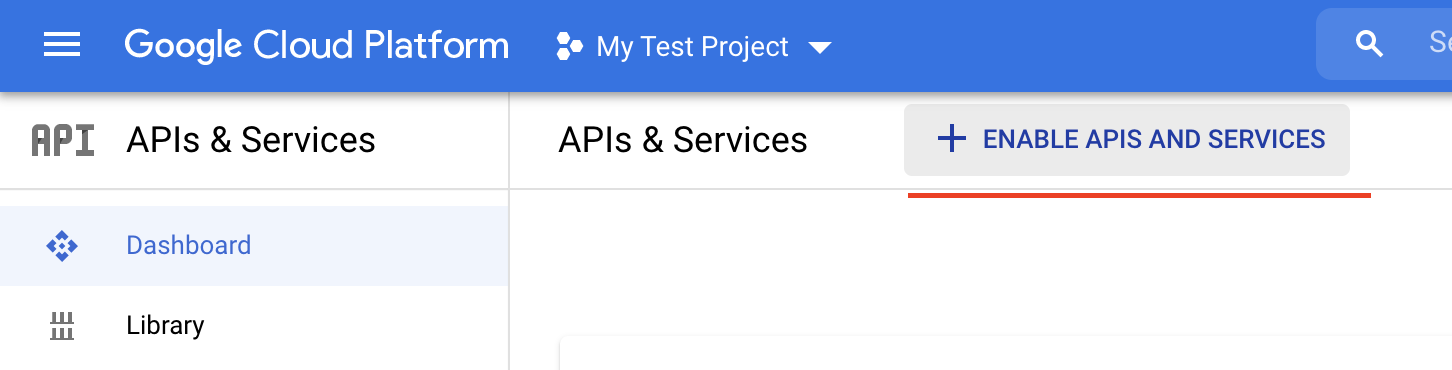 Google Cloud Platform
My Test Project
API
APIs & Services
APIs & Services
ENABLE APIS AND SERVICES
Dashboard
Library